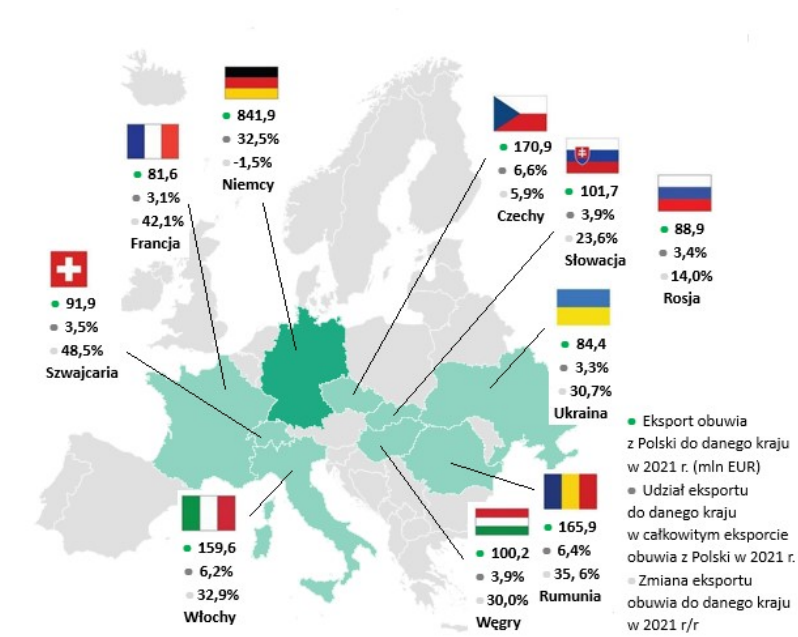 841,9
32,5%
-1,5%
Niemcy
81,6
3,1%
42,1%
Francja
170,9
6,6%
5,9%
Czechy
101,7
3,9%
23,6%
Słowacja
88,9
3,4%
14,0%
Rosja
91,9
3,5%
48,5%
Szwajcaria
84,4
3,3%
30,7%
Ukraina
159,6
6,2%
32,9%
Włochy
100,2
3,9%
30,0%
Węgry
165,9
6,4%
35, 6%
Rumunia
Eksport obuwia
z Polski do danego kraju
w 2021 r. (mln EUR)
Udział eksportu
do danego kraju
w całkowitym eksporcie
obuwia z Polski w 2021 r.
Zmiana eksportu
obuwia do danego kraju
w 2021 r/r